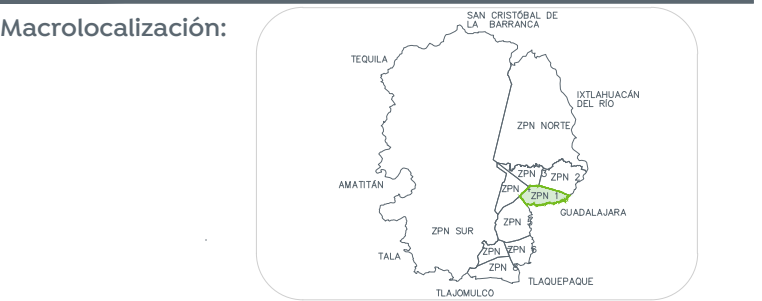 Macrolocalización:
SAN CRISTÓBAL DE
LA BARRANCA
TEQUILA
IXTLAHUACÁN
DEL RÍO
ZPN NORTE
ZPN 3
ZPN 2
AMATITÁN
ZPN
ZPN 1
GUADALAJARA
ZPN 5
ZPN SUR
ZPN
ZPN 6
TALA
ZPN 8
TLAQUEPAQUE
TLAJOMULCO